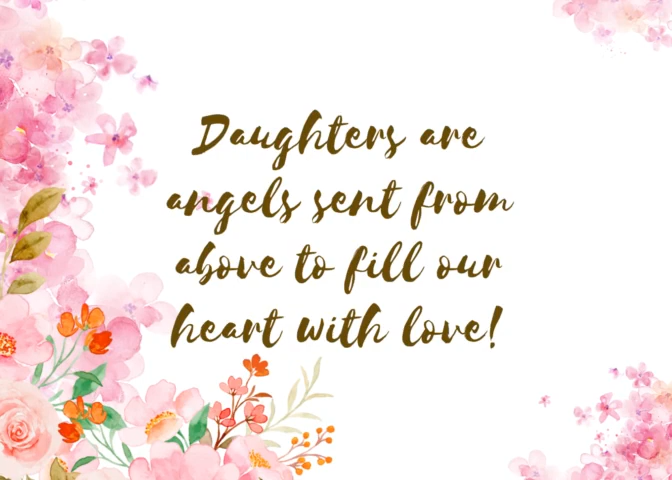 Daughters are
angels sent from
above to fill our
heart with love!